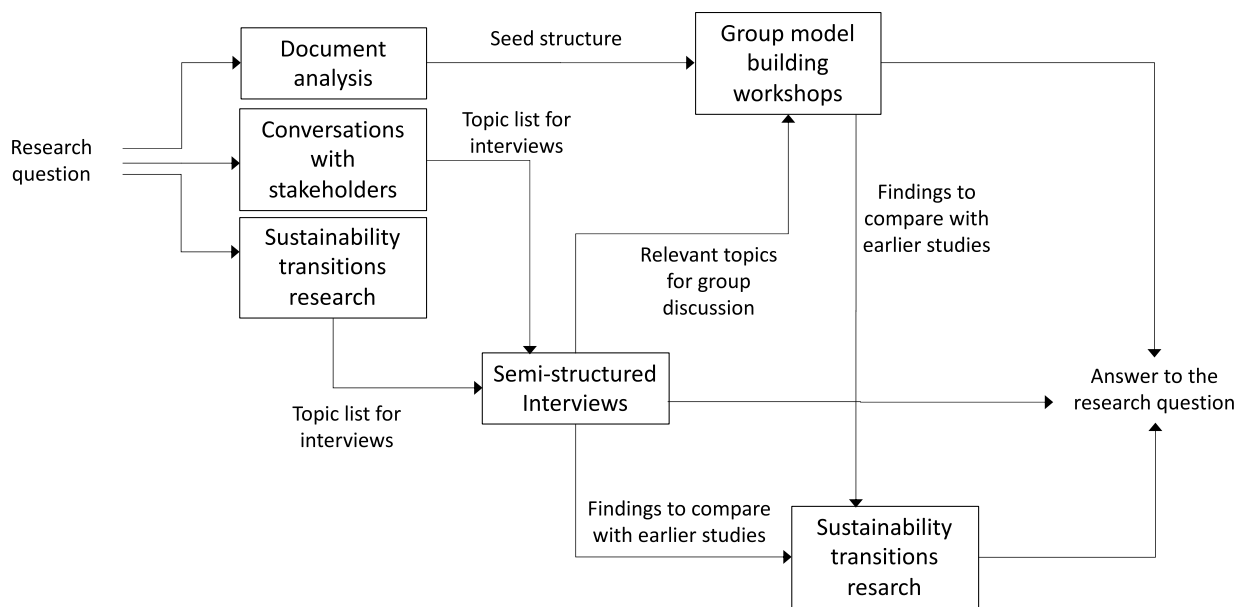 Research
question
Document
analysis
Conversations
with
stakeholders
Sustainability
transitions
research
Seed structure
Topic list for
interviews
Topic list for
interviews
Semi-structured
Interviews
Group model
building
workshops
Relevant topics
for group
discussion
Findings to
compare with
earlier studies
Findings to compare
with earlier studies
Sustainability
transitions
resarch
Answer to the
research question